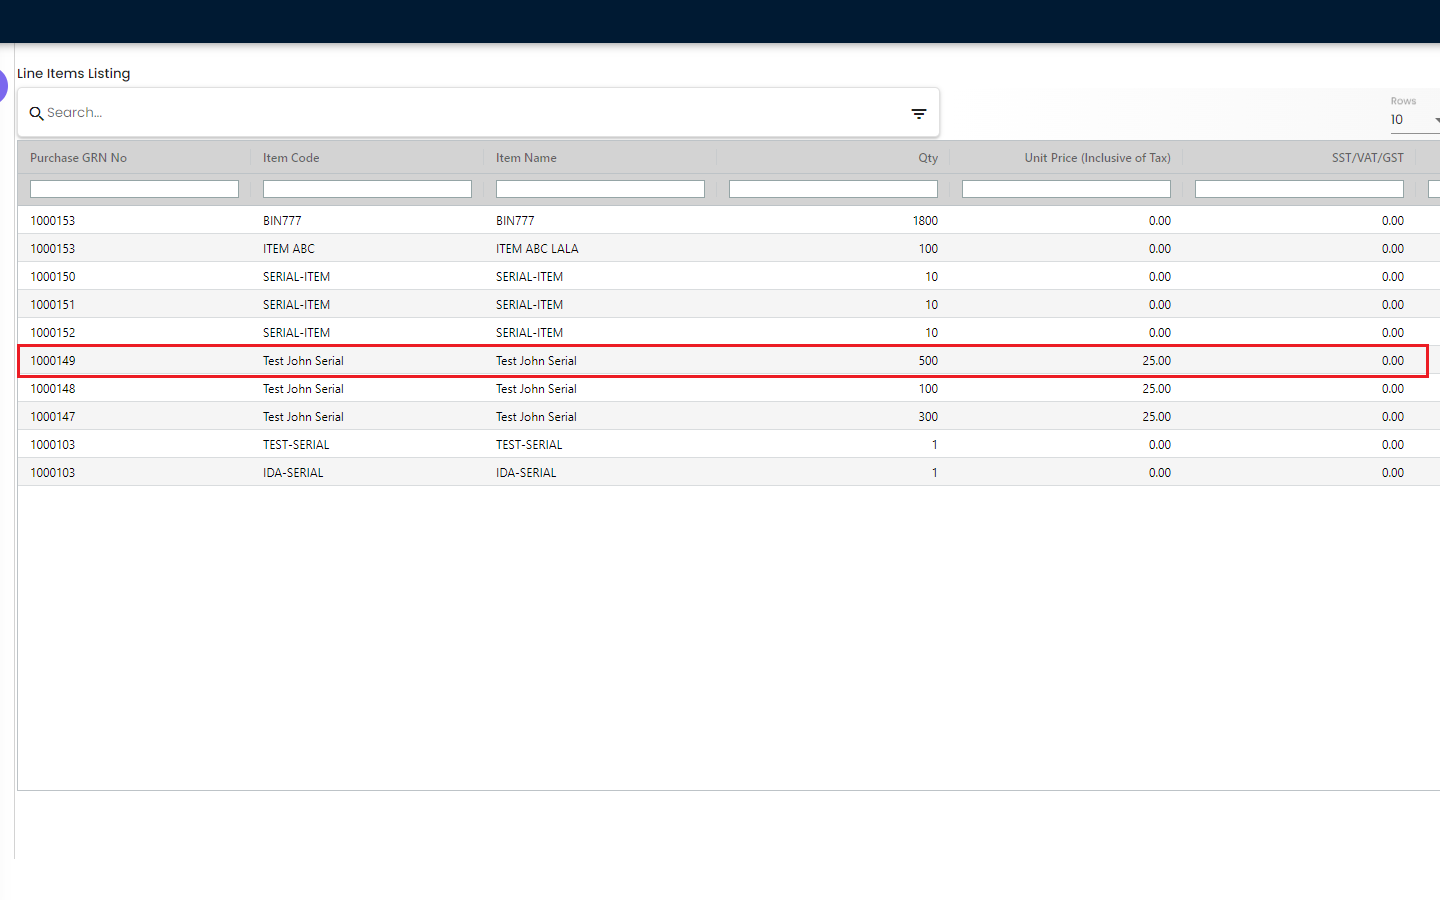 Line Items Listing
Search...
Rows
10
Purchase GRN No Item Code Item Name Qty Unit Price (Inclusive of Tax) SST/VAT/GST
1000153 BIN777 BIN777 1800 0.00 0.00
1000153 ITEM ABC ITEM ABC LALA 100 0.00 0.00
1000150 SERIAL-ITEM SERIAL-ITEM 10 0.00 0.00
1000151 SERIAL-ITEM SERIAL-ITEM 10 0.00 0.00
1000152 SERIAL-ITEM SERIAL-ITEM 10 0.00 0.00
1000149 Test John Serial Test John Serial 500 25.00 0.00
1000148 Test John Serial Test John Serial 100 25.00 0.00
1000147 Test John Serial Test John Serial 300 25.00 0.00
1000103 TEST-SERIAL TEST-SERIAL 1 0.00 0.00
1000103 IDA-SERIAL IDA-SERIAL 1 0.00 0.00